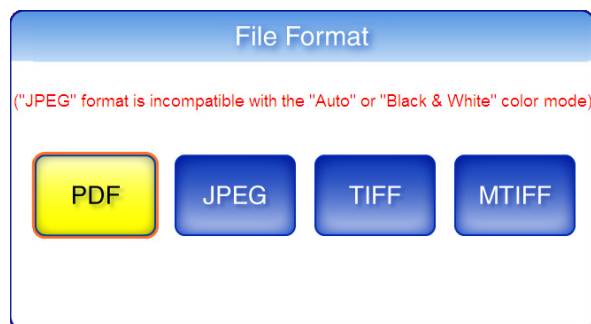 File Format
("JPEG" format is incompatible with the "Auto" or "Black & White" color mode)
PDF JPEG TIFF MTIFF